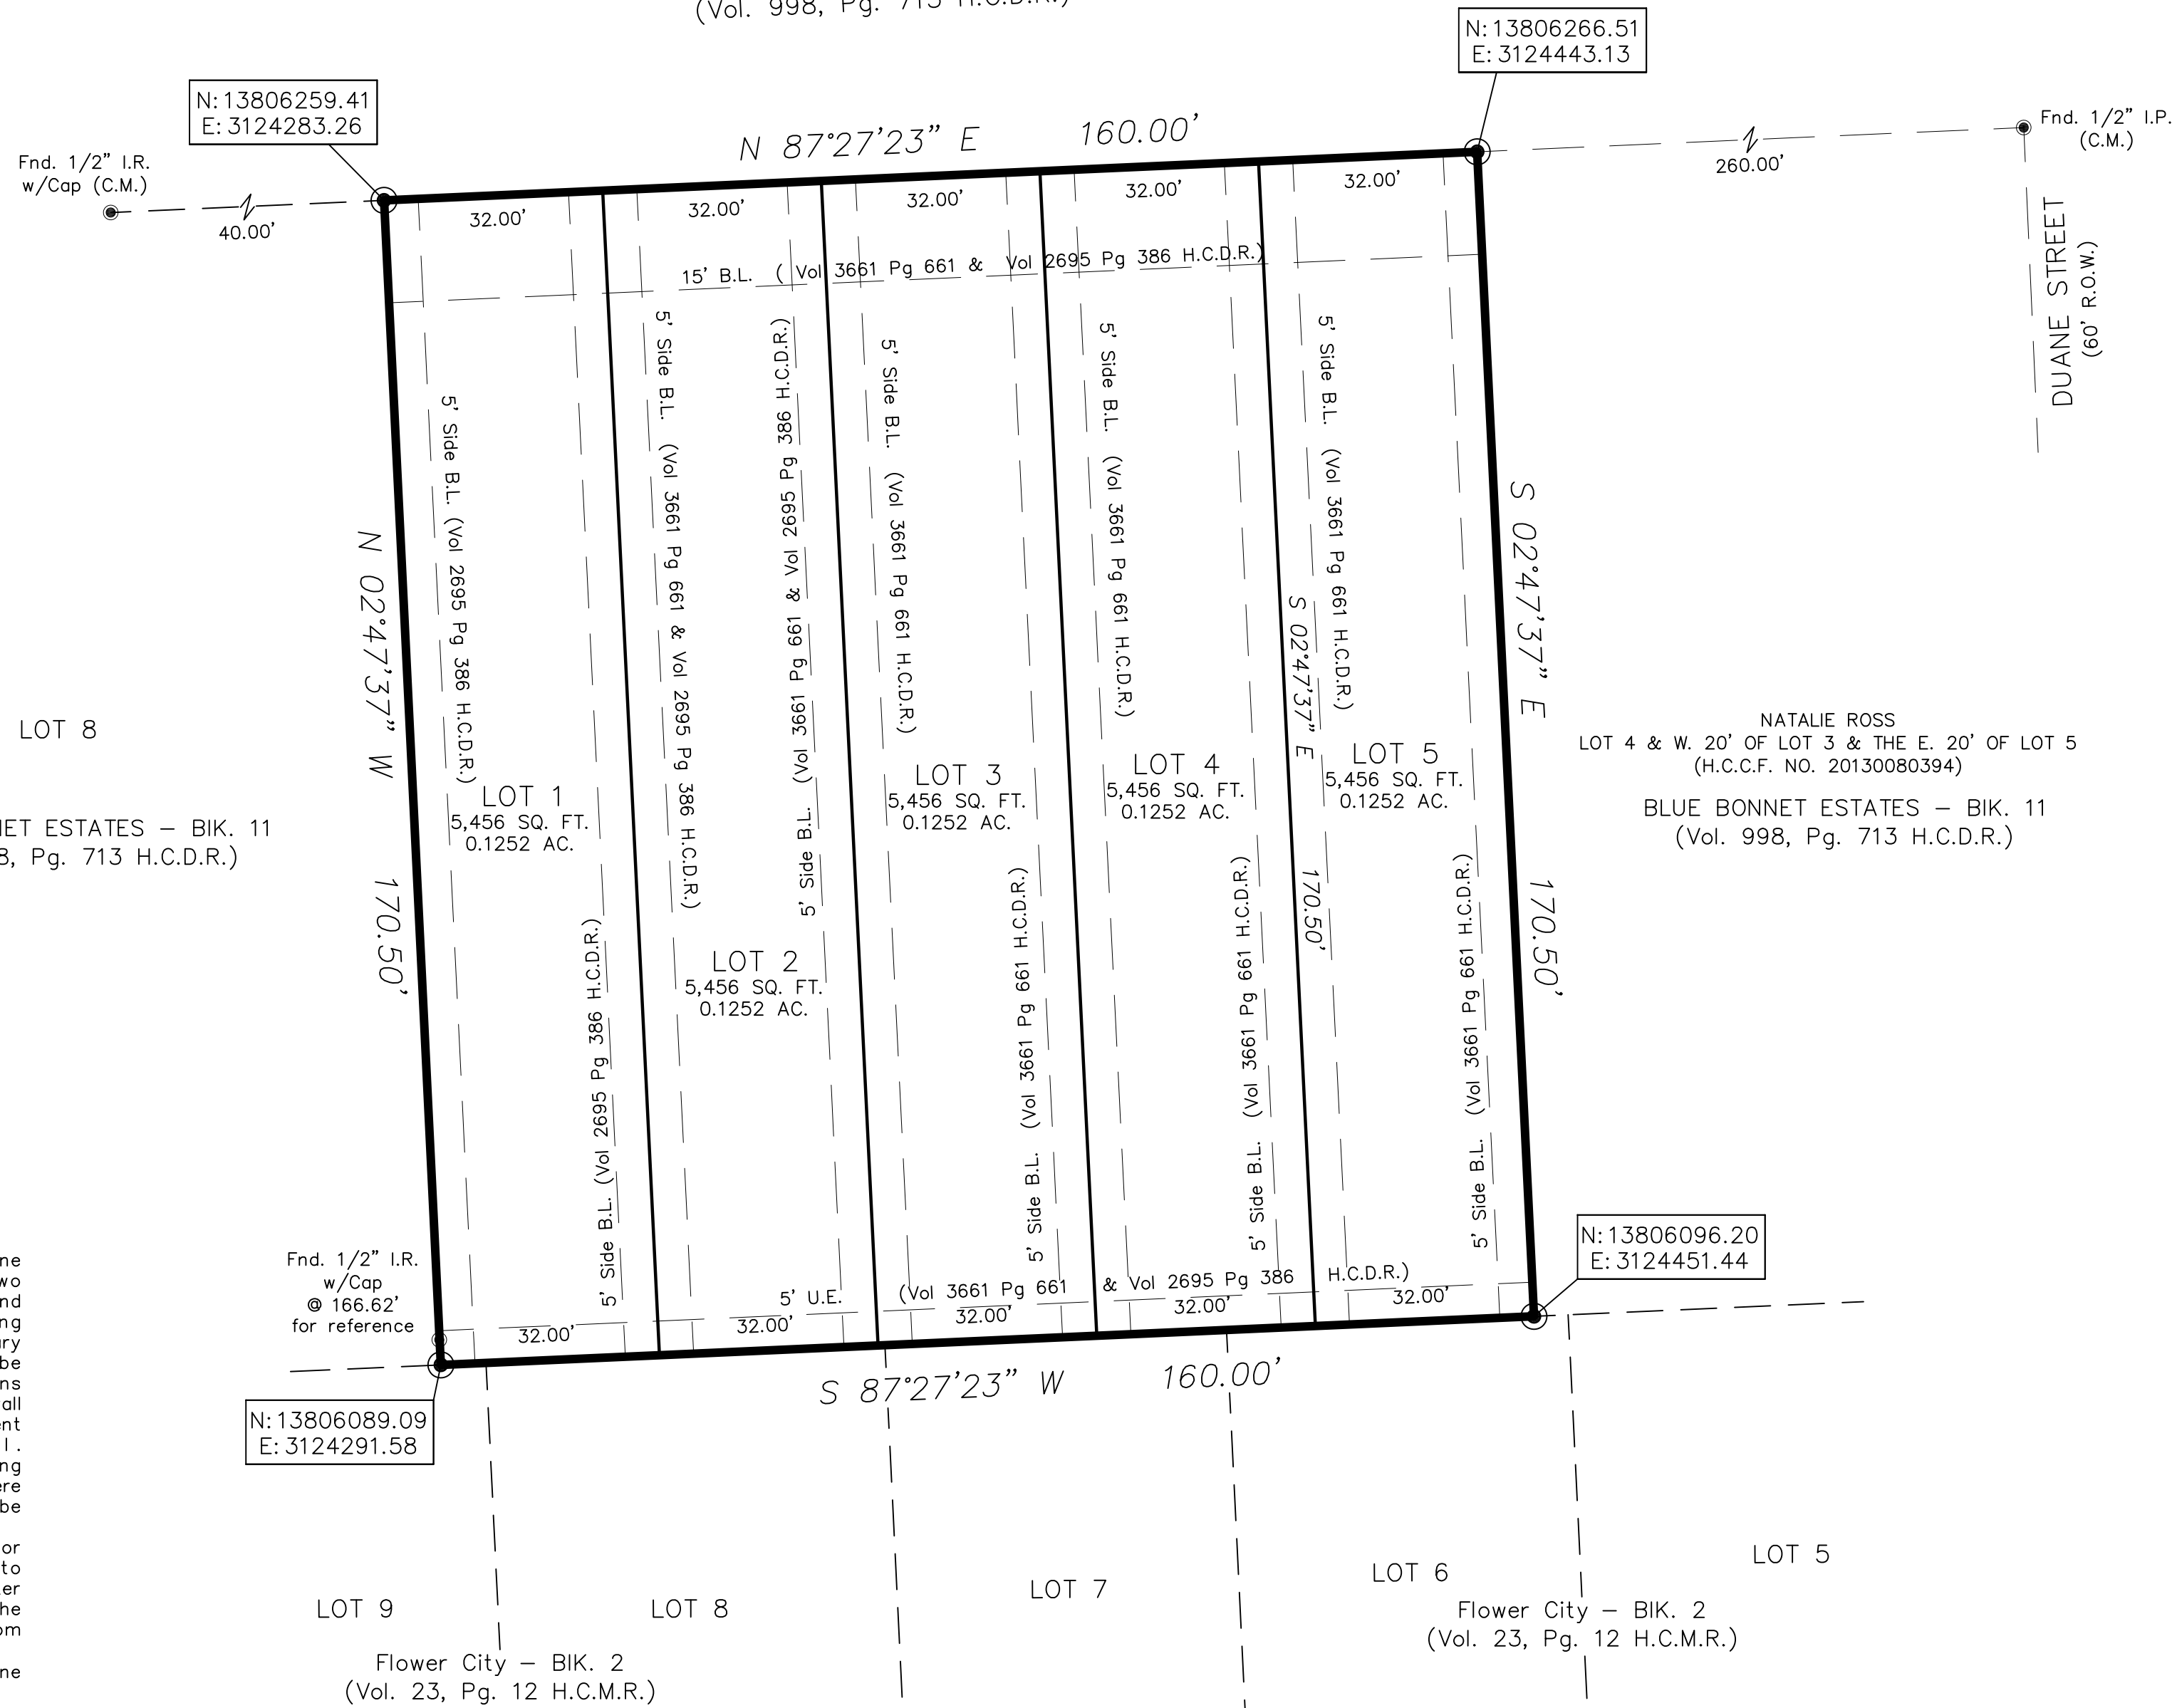 (Vol. 998, Pg. 713 H.C.D.R.)
N: 13806266.51
E: 3124443.13
N: 13806259.41
E: 3124283.26
Fnd. 1/2" I.R.
w/Cap (C.M.)
40.00'
N 87°27'23" E 160.00'
260.00'
Fnd. 1/2" I.P.
(C.M.)
DUANE STREET
(60' R.O.W.)
32.00'
32.00'
32.00'
32.00'
32.00'
15' B.L. ( Vol 3661 Pg 661 & Vol 2695 Pg 386 H.C.D.R.)
N 02°47'37" W 170.50'
5' Side B.L. (Vol 2695 Pg 386 H.C.D.R.)
5' Side B.L. (Vol 2695 Pg 386 H.C.D.R.)
5' Side B.L. (Vol 3661 Pg 661 & Vol 2695 Pg 386 H.C.D.R.)
5' Side B.L. (Vol 3661 Pg 661 & Vol 2695 Pg 386 H.C.D.R.)
5' Side B.L. (Vol 3661 Pg 661 H.C.D.R.)
5' Side B.L. (Vol 3661 Pg 661 H.C.D.R.)
5' Side B.L. (Vol 3661 Pg 661 H.C.D.R.)
5' Side B.L. (Vol 3661 Pg 661 H.C.D.R.)
S 02°47'37" E 170.50'
5' Side B.L. (Vol 3661 Pg 661 H.C.D.R.)
5' Side B.L. (Vol 3661 Pg 661 H.C.D.R.)
S 02°47'37" E 170.50'
LOT 1
5,456 SQ. FT.
0.1252 AC.
LOT 2
5,456 SQ. FT.
0.1252 AC.
LOT 3
5,456 SQ. FT.
0.1252 AC.
LOT 4
5,456 SQ. FT.
0.1252 AC.
LOT 5
5,456 SQ. FT.
0.1252 AC.
LOT 8
ESTATES – BIK. 11
Pg. 713 H.C.D.R.)
NATALIE ROSS
LOT 4 & W. 20' OF LOT 3 & THE E. 20' OF LOT 5
(H.C.C.F. NO. 20130080394)
BLUE BONNET ESTATES – BIK. 11
(Vol. 998, Pg. 713 H.C.D.R.)
Fnd. 1/2" I.R.
w/Cap
@ 166.62'
for reference
5' U.E. (Vol 3661 Pg 661 & Vol 2695 Pg 386 H.C.D.R.)
32.00'
32.00'
32.00'
32.00'
32.00'
S 87°27'23" W 160.00'
N: 13806096.20
E: 3124451.44
N: 13806089.09
E: 3124291.58
be
all
be
or
to
LOT 9
LOT 8
LOT 7
LOT 6
LOT 5
Flower City – BIK. 2
(Vol. 23, Pg. 12 H.C.M.R.)
Flower City – BIK. 2
(Vol. 23, Pg. 12 H.C.M.R.)